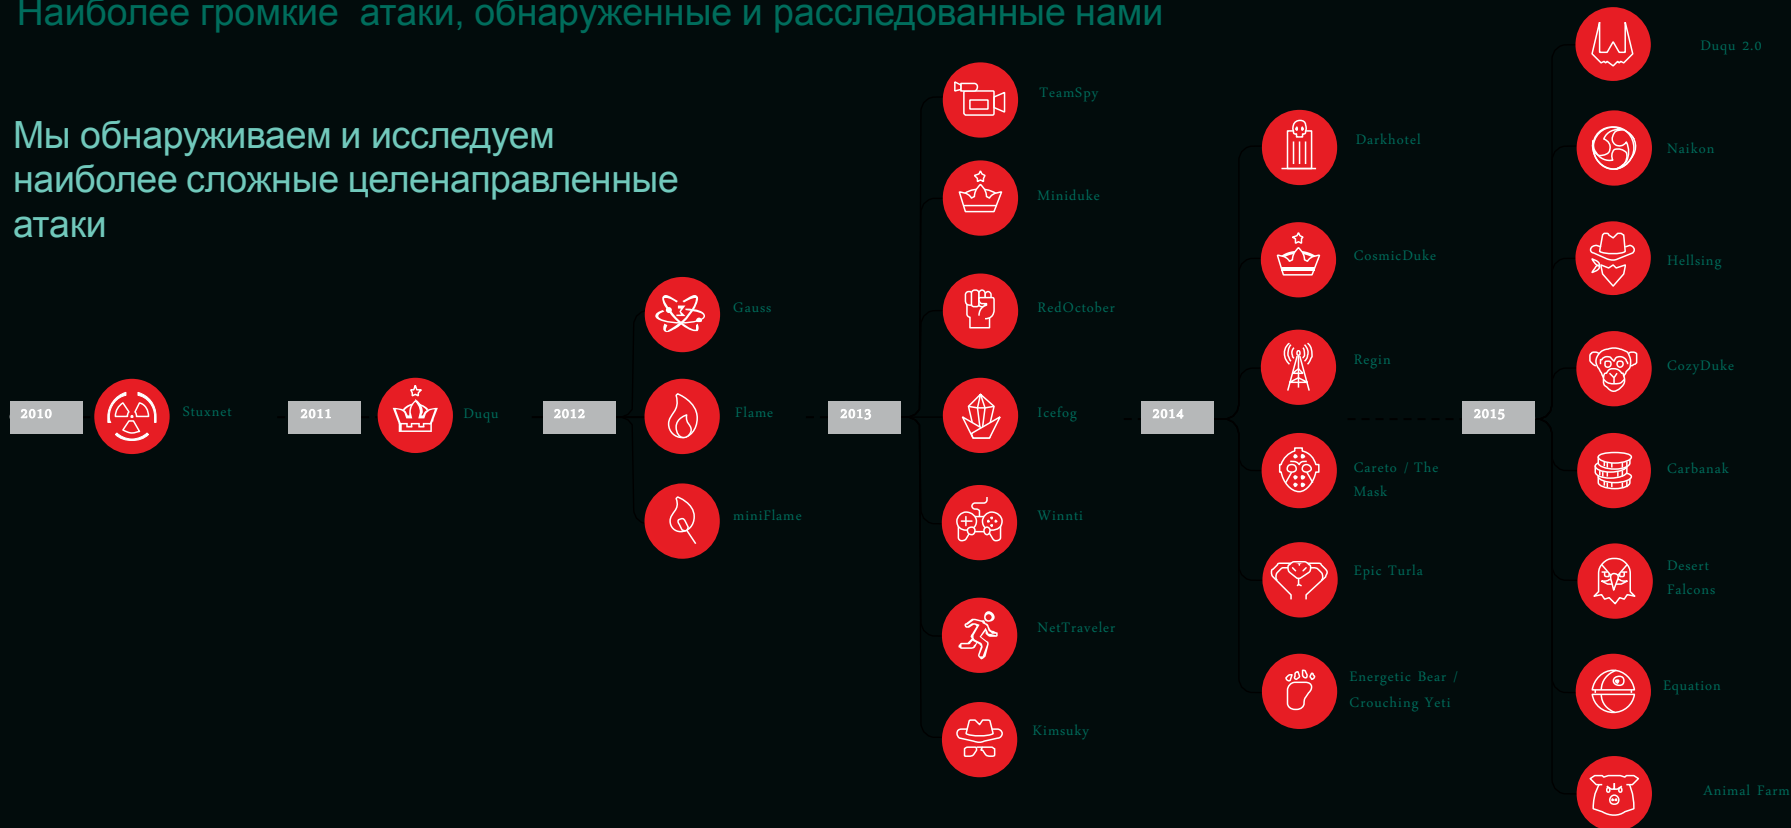 Наиболее громкие  атаки, обнаруженные и расследованные нами
Мы обнаруживаем и исследуем
наиболее сложные целенаправленные
атаки
2010
Stuxnet
2011
Duqu
2012
Gauss
Flame
miniFlame
2013
TeamSpy
Miniduke
RedOctober
Icefog
Winnti
NetTraveler
Kimsuky
2014
Darkhotel
CosmicDuke
Regin
Careto / The
Mask
Epic Turla
Energetic Bear /
Crouching Yeti
2015
Duqu 2.0
Naikon
Hellsing
CozyDuke
Carbanak
Desert
Falcons
Equation
Animal Farm